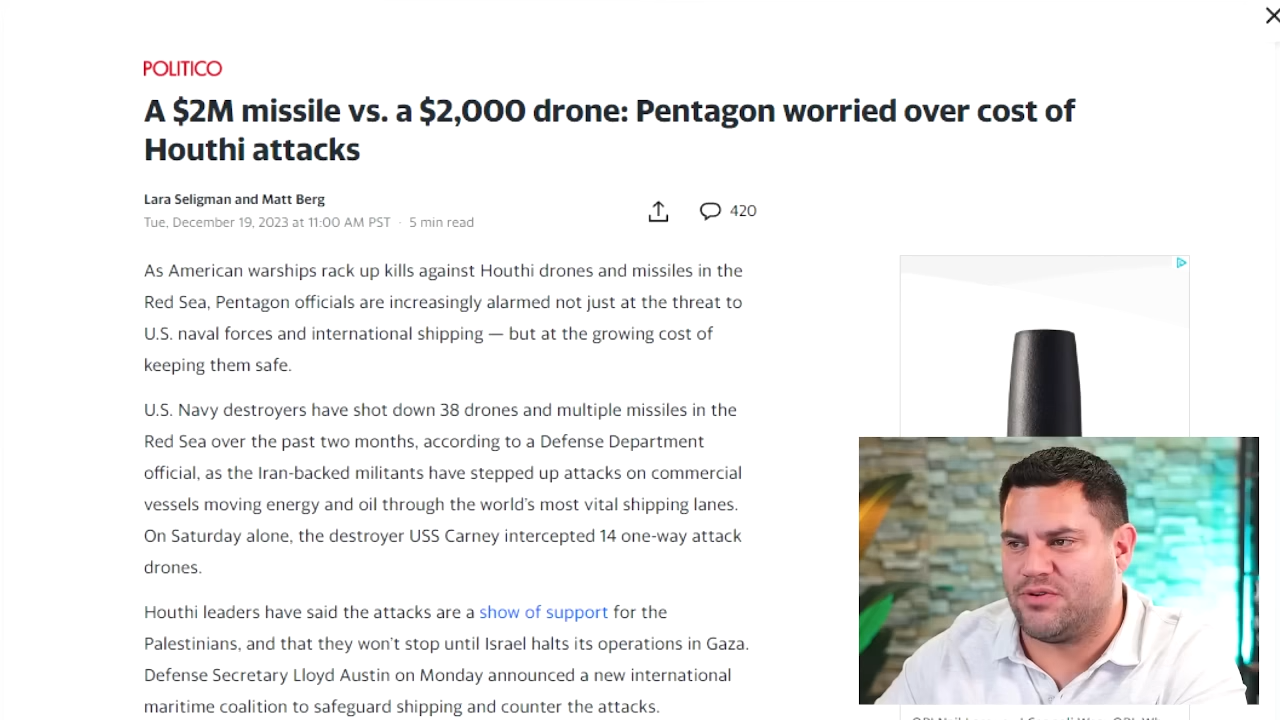 POLITICO
A $2M missile vs. a $2,000 drone: Pentagon worried over cost of
Houthi attacks
Lara Seligman and Matt Berg
Tue, December 19, 2023 at 11:00 AM PST · 5 min read
420
As American warships rack up kills against Houthi drones and missiles in the
Red Sea, Pentagon officials are increasingly alarmed not just at the threat to
U.S. naval forces and international shipping — but at the growing cost of
keeping them safe.
U.S. Navy destroyers have shot down 38 drones and multiple missiles in the
Red Sea over the past two months, according to a Defense Department
official, as the Iran-backed militants have stepped up attacks on commercial
vessels moving energy and oil through the world’s most vital shipping lanes.
On Saturday alone, the destroyer USS Carney intercepted 14 one-way attack
drones.
Houthi leaders have said the attacks are a show of support for the
Palestinians, and that they won’t stop until Israel halts its operations in Gaza.
Defense Secretary Lloyd Austin on Monday announced a new international
maritime coalition to safeguard shipping and counter the attacks.